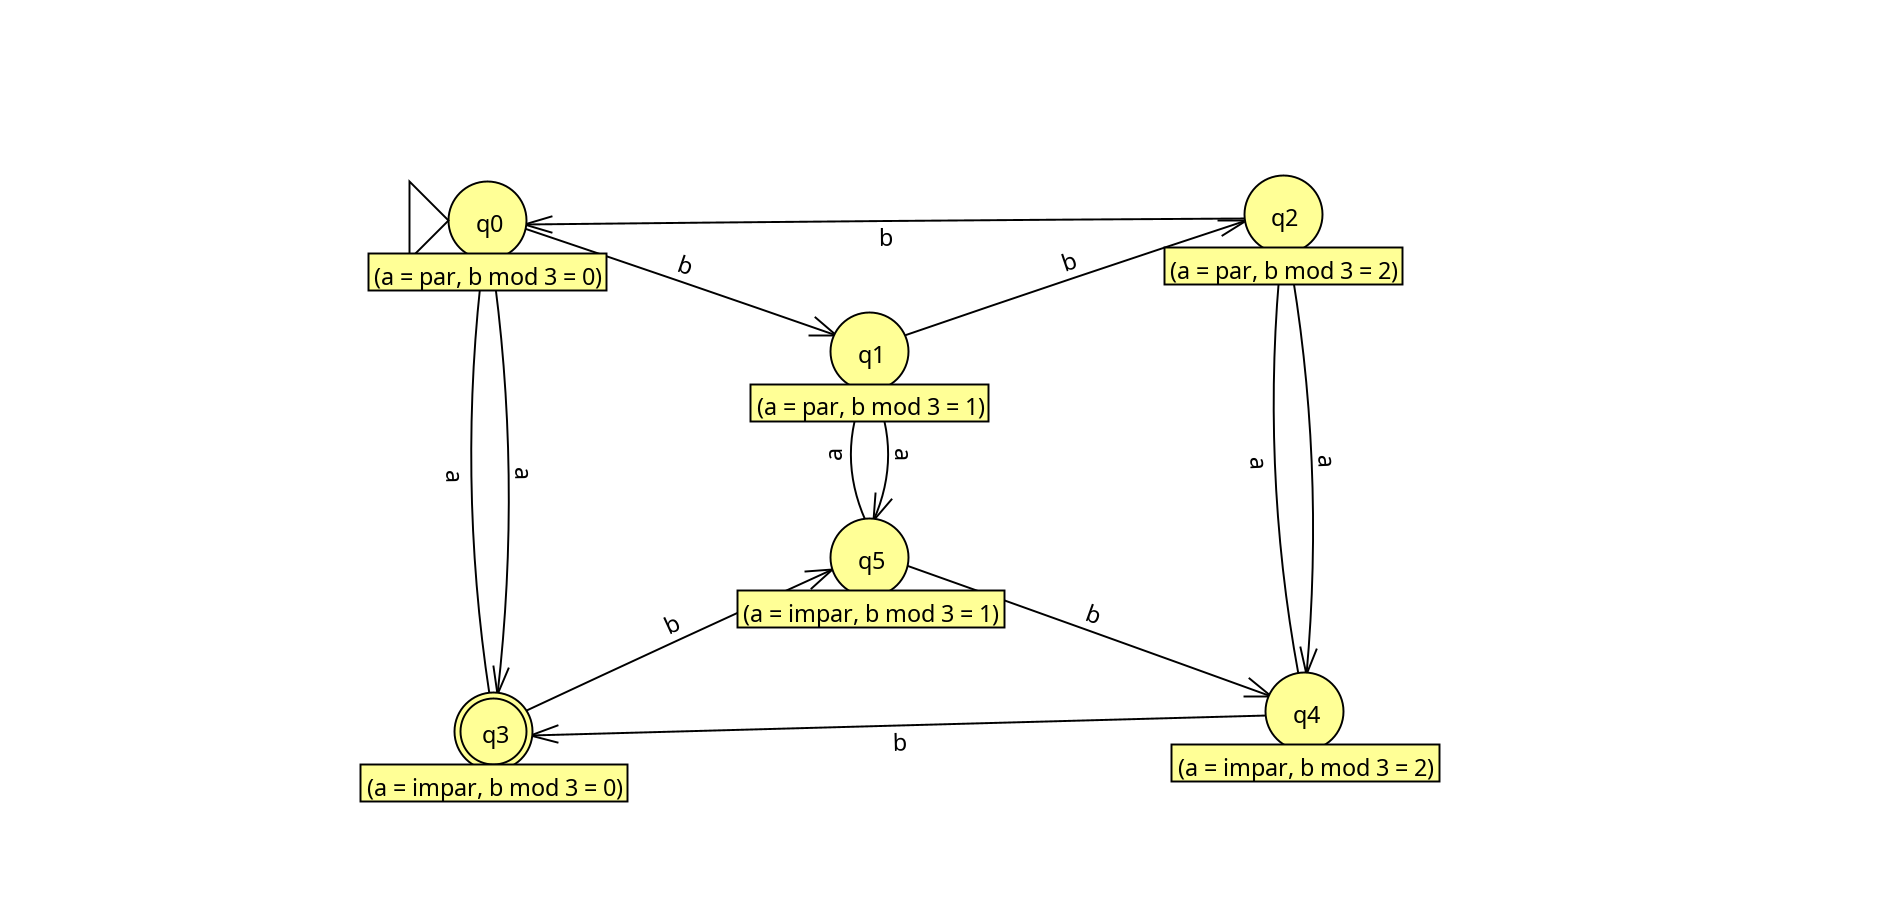 q0
(a = par, b mod 3 = 0)
q2
(a = par, b mod 3 = 2)
b
b
b
q1
(a = par, b mod 3 = 1)
a
a
a
a
a
a
q5
(a = impar, b mod 3 = 1)
b
b
q3
(a = impar, b mod 3 = 0)
b
q4
(a = impar, b mod 3 = 2)